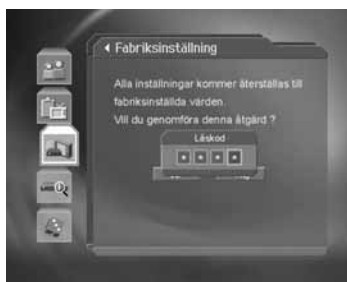 Fabriksinställning
Alla inställningar kommer återställas till
fabriksinställda värden.
Vill du genomföra denna åtgärd ?
Låskod